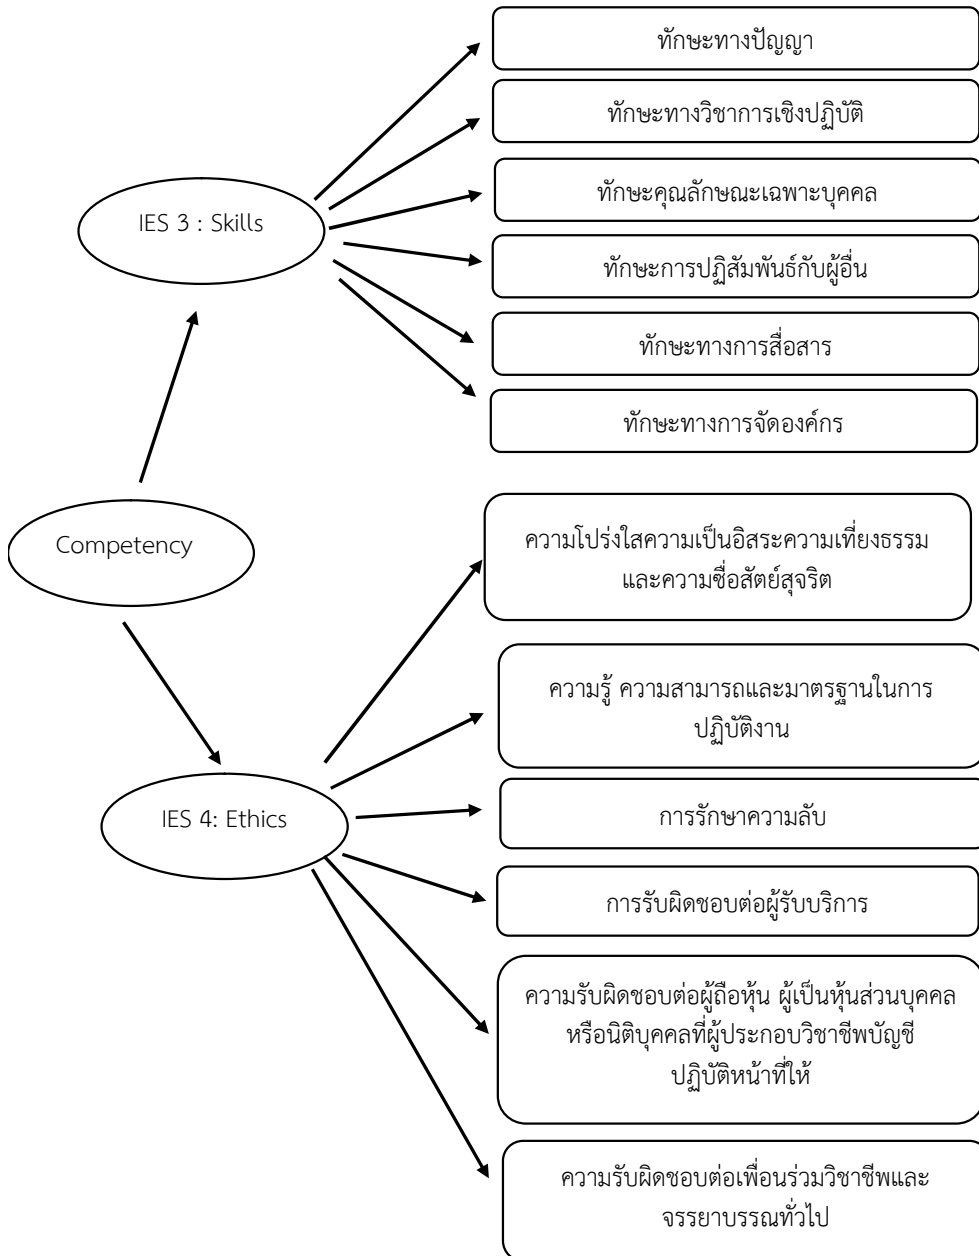 ทักษะทางปัญญา
ทักษะทางวิชาการเชิงปฏิบัติ
IES 3 : Skills
ทักษะคุณลักษณะเฉพาะบุคคล
ทักษะการปฏิสัมพันธ์กับผู้อื่น
ทักษะทางการสื่อสาร
ทักษะทางการจัดองค์กร
Competency
ความโปร่งใสความเป็นอิสระความเที่ยงธรรม
และความซื่อสัตย์สุจริต
ความรู้ ความสามารถและมาตรฐานในการ
ปฏิบัติงาน
IES 4: Ethics
การรักษาความลับ
การรับผิดชอบต่อผู้รับบริการ
ความรับผิดชอบต่อผู้ถือหุ้น ผู้เป็นหุ้นส่วนบุคคล
หรือนิติบุคคลที่ผู้ประกอบวิชาชีพบัญชี
ปฏิบัติหน้าที่ให้
ความรับผิดชอบต่อเพื่อนร่วมวิชาชีพและ
จรรยาบรรณทั่วไป